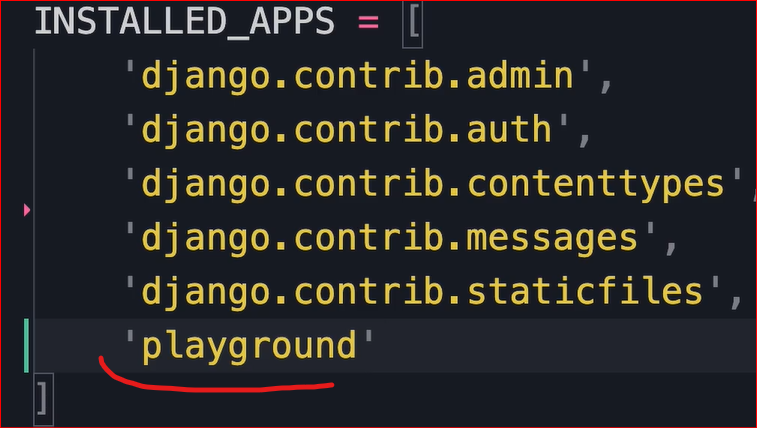 INSTALLED_APPS = [
'django.contrib.admin',
'django.contrib.auth',
'django.contrib.contenttypes',
'django.contrib.messages',
'django.contrib.staticfiles',
'playground'
]